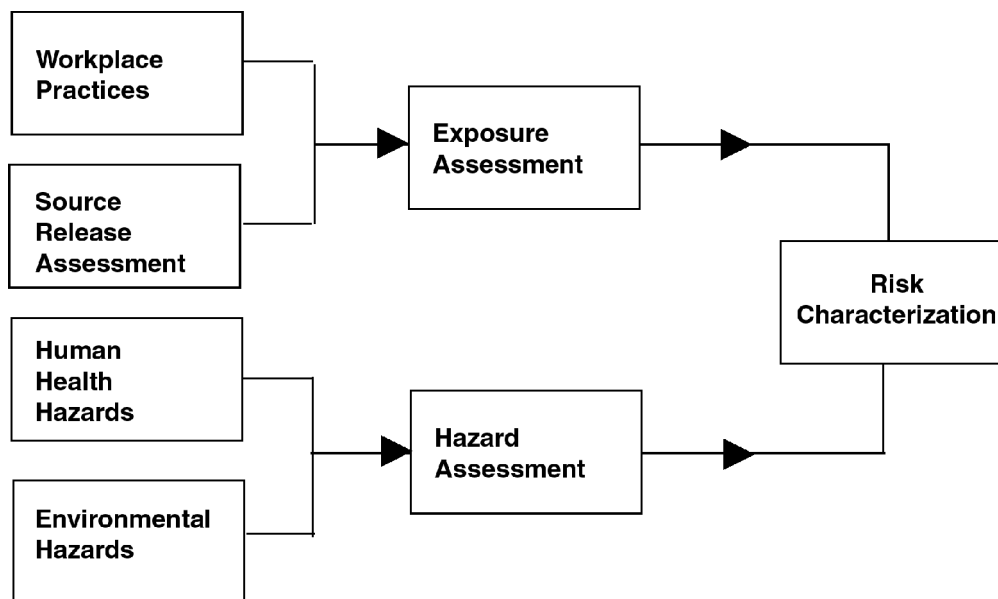 Workplace
Practices
Source
Release
Assessment
Human
Health
Hazards
Environmental
Hazards
Exposure
Assessment
Hazard
Assessment
Risk
Characterization